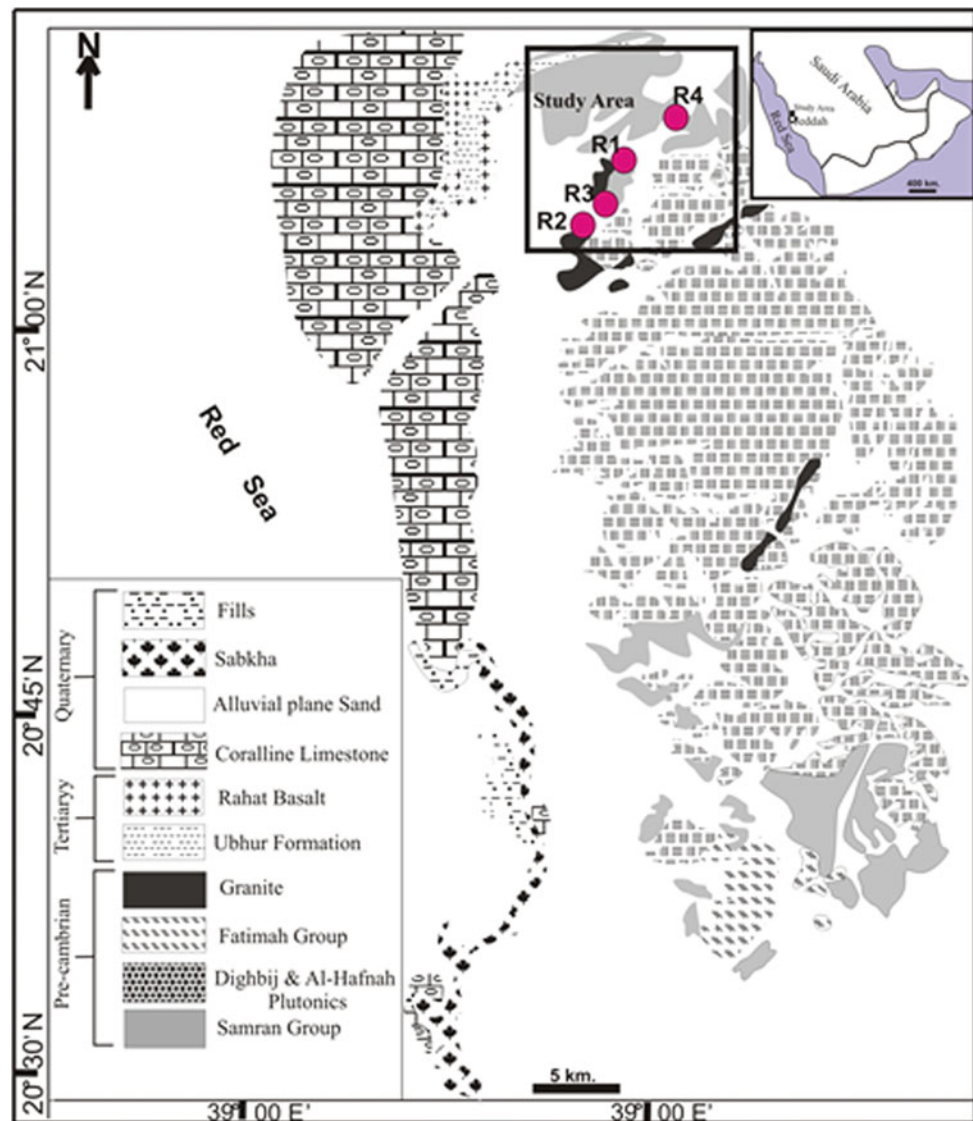 N
Study Area
R4
R1
R3
R2
Saudi Arabia
Red Sea
Study Area
Jeddah
400 km.
21° 00'N
20° 45'N
20° 30'N
Red Sea
Quaternary
Fills
Sabkha
Alluvial plane Sand
Coralline Limestone
Tertiaryy
Rahat Basalt
Ubhur Formation
Pre-cambrian
Granite
Fatimah Group
Dighbij & Al-Hafnah
Plutonics
Samran Group
5 km.
39° 00 E'
39° 00 E'